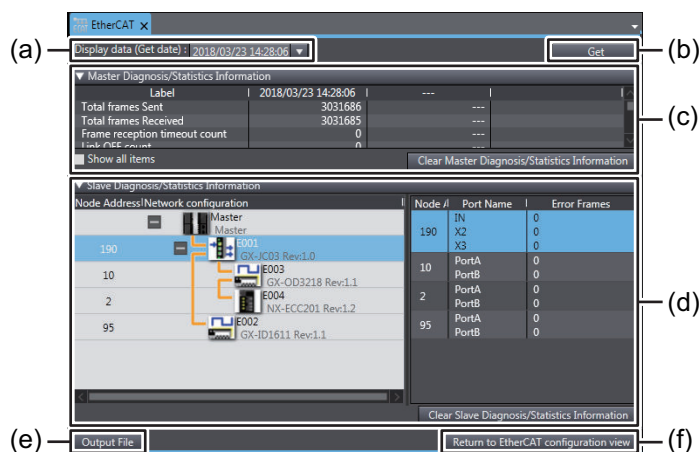 EtherCAT
(a)
Display data (Get date) : 2018/03/23 14:28:06
Get
(b)
Master Diagnosis/Statistics Information
Label 2018/03/23 14:28:06 ---
Total frames Sent 3031686 ---
Total frames Received 3031685 ---
Frame reception timeout count 0 ---
Link OFF count 0 ---
(c)
Show all items
Clear Master Diagnosis/Statistics Information
Slave Diagnosis/Statistics Information
Node Address Network configuration
Master
Master
190
E001
GX-JC03 Rev:1.0
10
E003
GX-OD3218 Rev:1.1
2
E004
NX-ECC201 Rev:1.2
95
E002
GX-ID1611 Rev:1.1
Node A Port Name Error Frames
IN 0
190 X2 0
X3 0
10 PortA 0
PortB 0
2 PortA 0
PortB 0
95 PortA 0
PortB 0
(d)
Clear Slave Diagnosis/Statistics Information
(e)
Output File
Return to EtherCAT configuration view
(f)